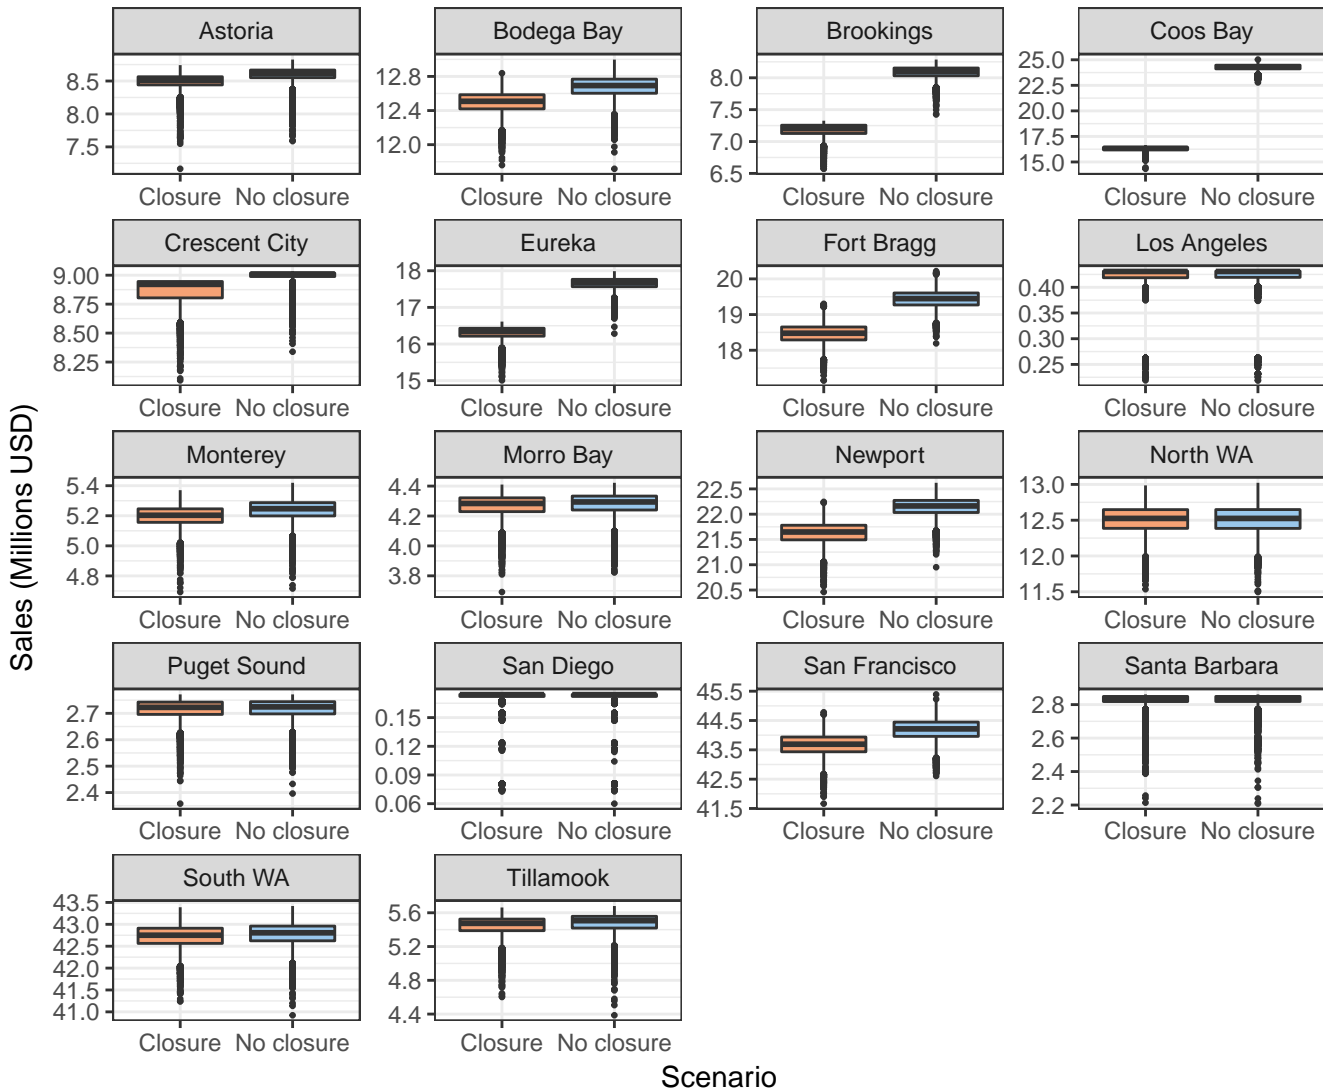 Sales (Millions USD)
Astoria
8.5
8.0
7.5
Closure No closure
Bodega Bay
12.8
12.4
12.0
Closure No closure
Brookings
8.0
7.5
7.0
6.5
Closure No closure
Coos Bay
25.0
22.5
20.0
17.5
15.0
Closure No closure
Crescent City
9.00
8.75
8.50
8.25
Closure No closure
Eureka
18
17
16
15
Closure No closure
Fort Bragg
20
19
18
Closure No closure
Los Angeles
0.40
0.35
0.30
0.25
Closure No closure
Monterey
5.4
5.2
5.0
4.8
Closure No closure
Morro Bay
4.4
4.2
4.0
3.8
Closure No closure
Newport
22.5
22.0
21.5
21.0
20.5
Closure No closure
North WA
13.0
12.5
12.0
11.5
Closure No closure
Puget Sound
2.7
2.6
2.5
2.4
Closure No closure
San Diego
0.15
0.12
0.09
0.06
Closure No closure
San Francisco
45.5
44.5
43.5
42.5
41.5
Closure No closure
Santa Barbara
2.8
2.6
2.4
2.2
Closure No closure
South WA
43.5
43.0
42.5
42.0
41.5
41.0
Closure No closure
Tillamook
5.6
5.2
4.8
4.4
Closure No closure
Scenario